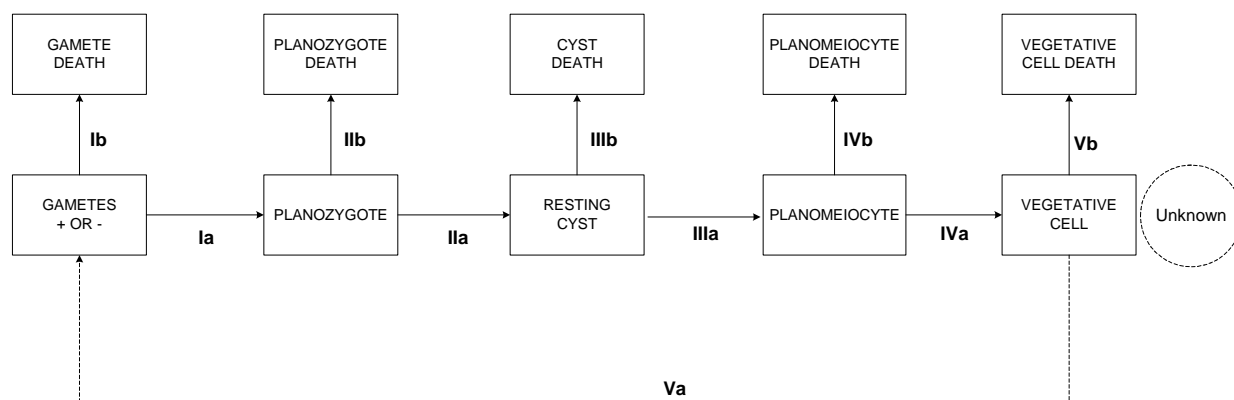 GAMETE
DEATH
PLANOZYGOTE
DEATH
CYST
DEATH
PLANOMEIOCYTE
DEATH
VEGETATIVE
CELL DEATH
Ib
IIb
IIIb
IVb
Vb
GAMETES
+ OR -
PLANOZYGOTE
RESTING
CYST
PLANOMEIOCYTE
VEGETATIVE
CELL
Unknown
Ia
IIa
IIIa
IVa
Va